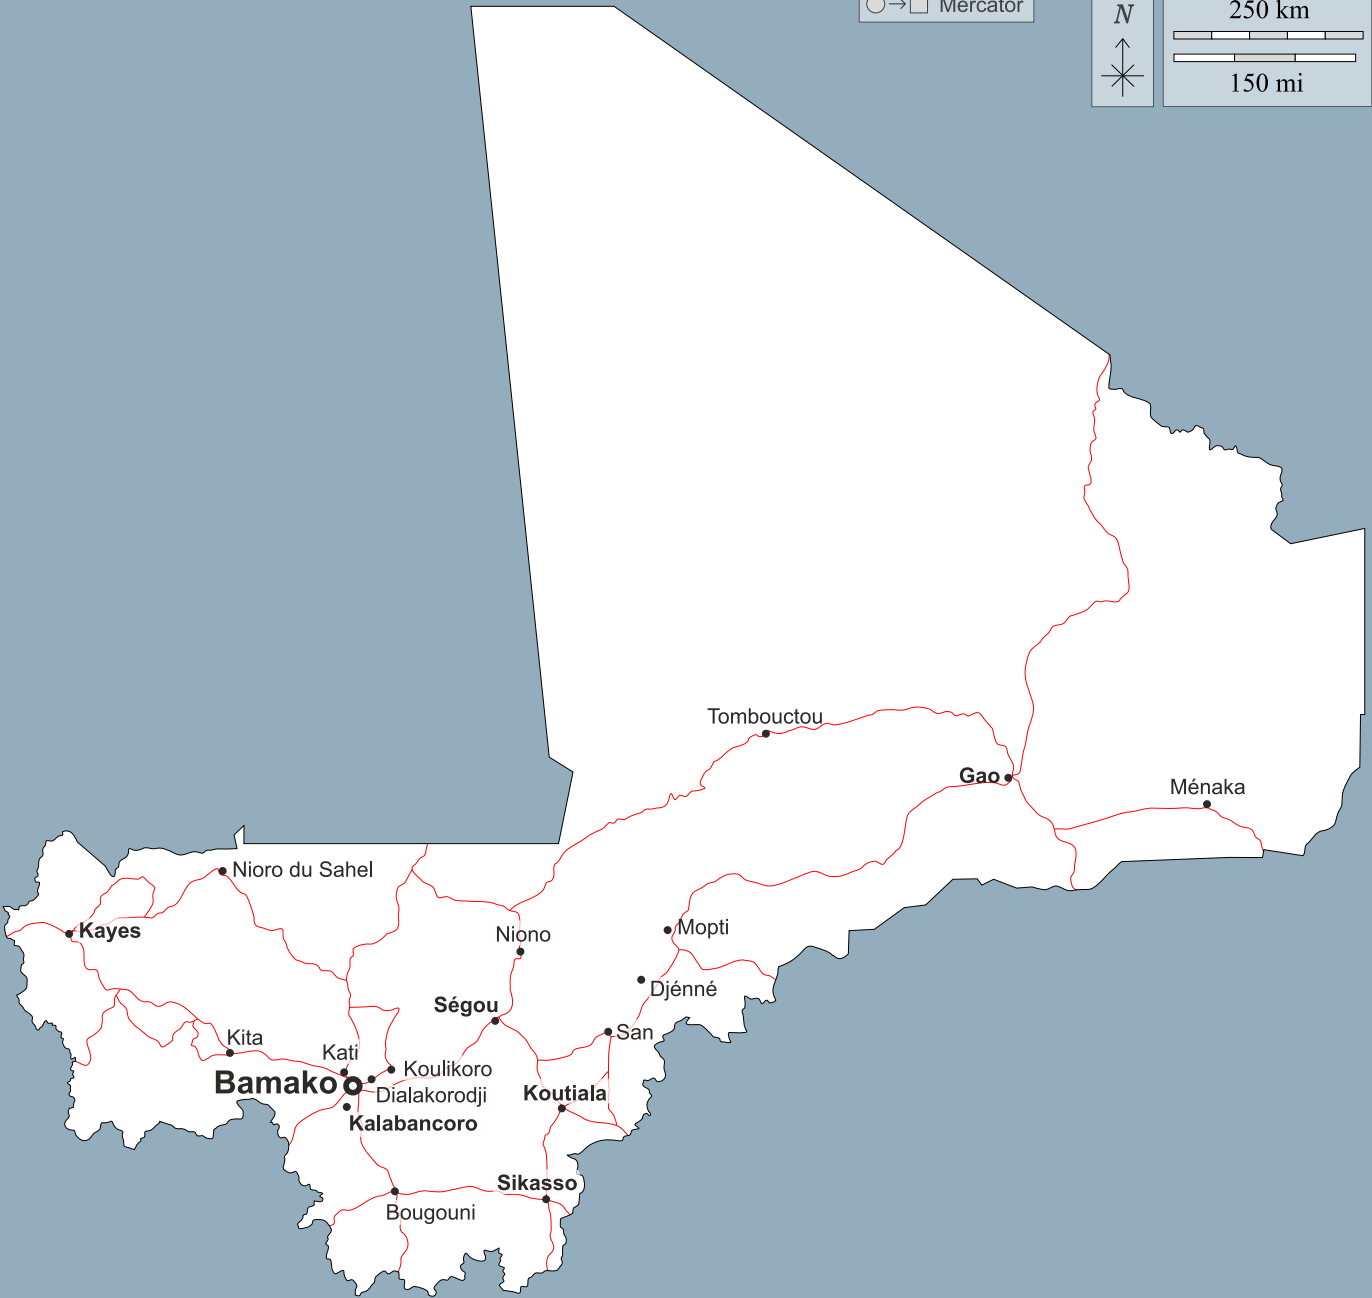 ○→□ Mercator
N
250 km
150 mi
Tombouctou
Gao
Ménaka
Nioro du Sahel
Kayes
Mopti
Niono
Djénné
Ségou
San
Kita
Kati
Koulikoro
Bamako
Dialakorodji
Koutiala
Kalabancoro
Sikasso
Bougouni